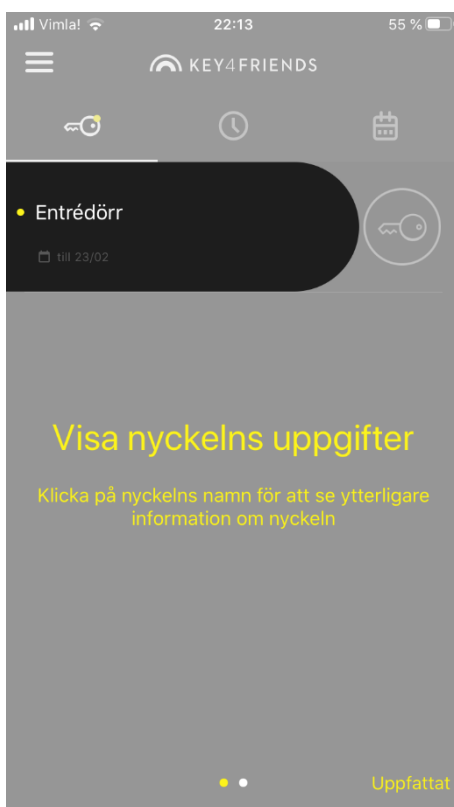 Vimla! 22:13 55 %
KEY4FRIENDS
Entrédörr
till 23/02
Visa nyckelns uppgifter
Klicka på nyckelns namn för att se ytterligare
information om nyckeln
Uppfattat